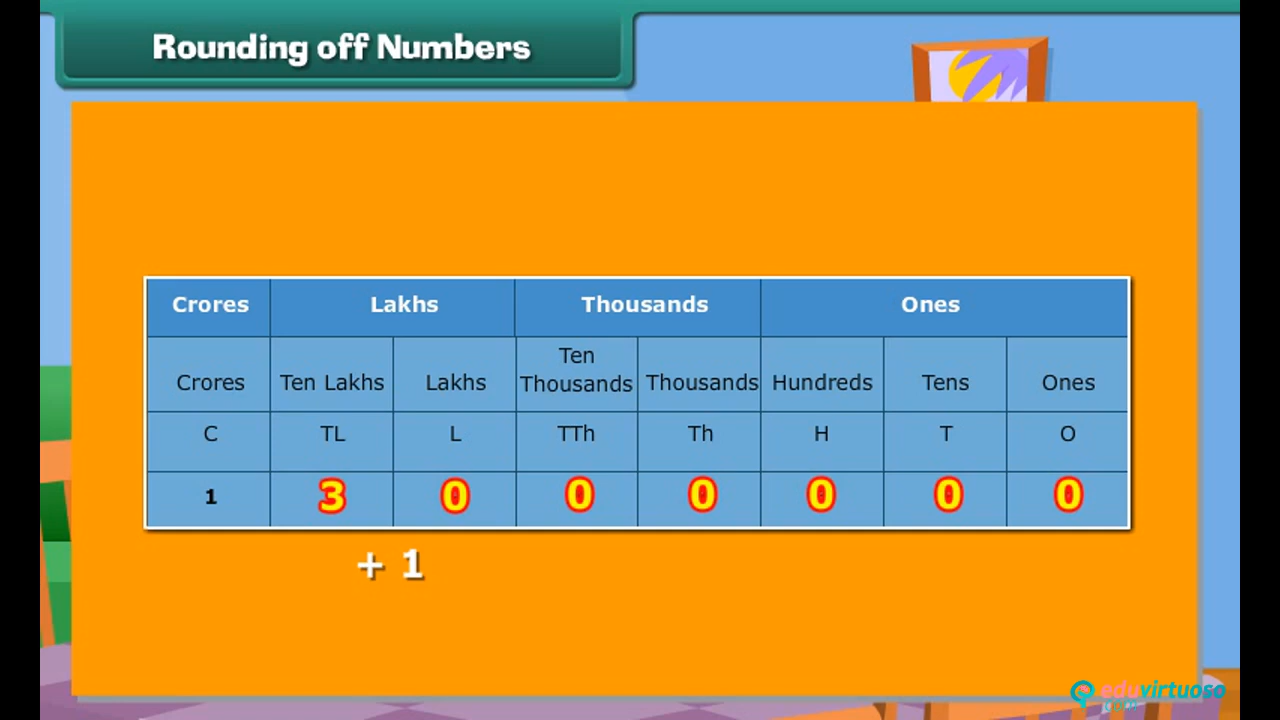 Rounding off Numbers
Crores Lakhs Thousands Ones
Crores Ten Lakhs Lakhs Ten Thousands Thousands Hundreds Tens Ones
C TL L TTh Th H T O
1 3 0 0 0 0 0 0
+ 1
eduvirtuoso
.com